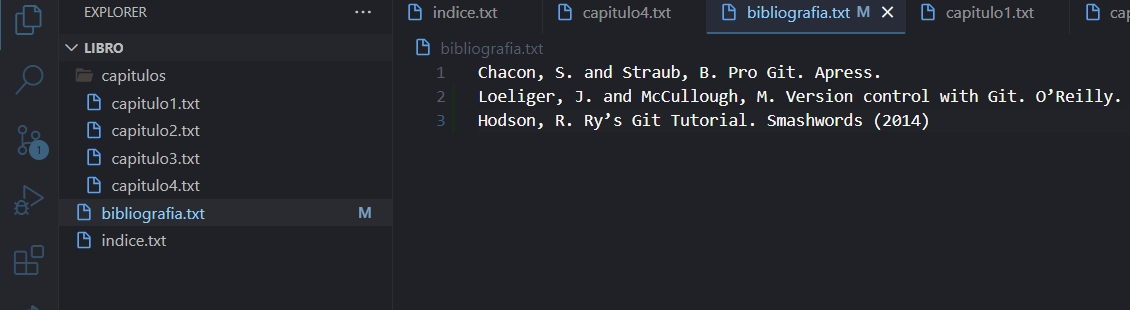 EXPLORER
LIBRO
capitulos
capitulo1.txt
capitulo2.txt
capitulo3.txt
capitulo4.txt
bibliografia.txt M
indice.txt
1
indice.txt
capitulo4.txt
bibliografia.txt M
capitulo1.txt
cap
bibliografia.txt
1 Chacon, S. and Straub, B. Pro Git. Apress.
2 Loeliger, J. and McCullough, M. Version control with Git. O’Reilly.
3 Hodson, R. Ry’s Git Tutorial. Smashwords (2014)